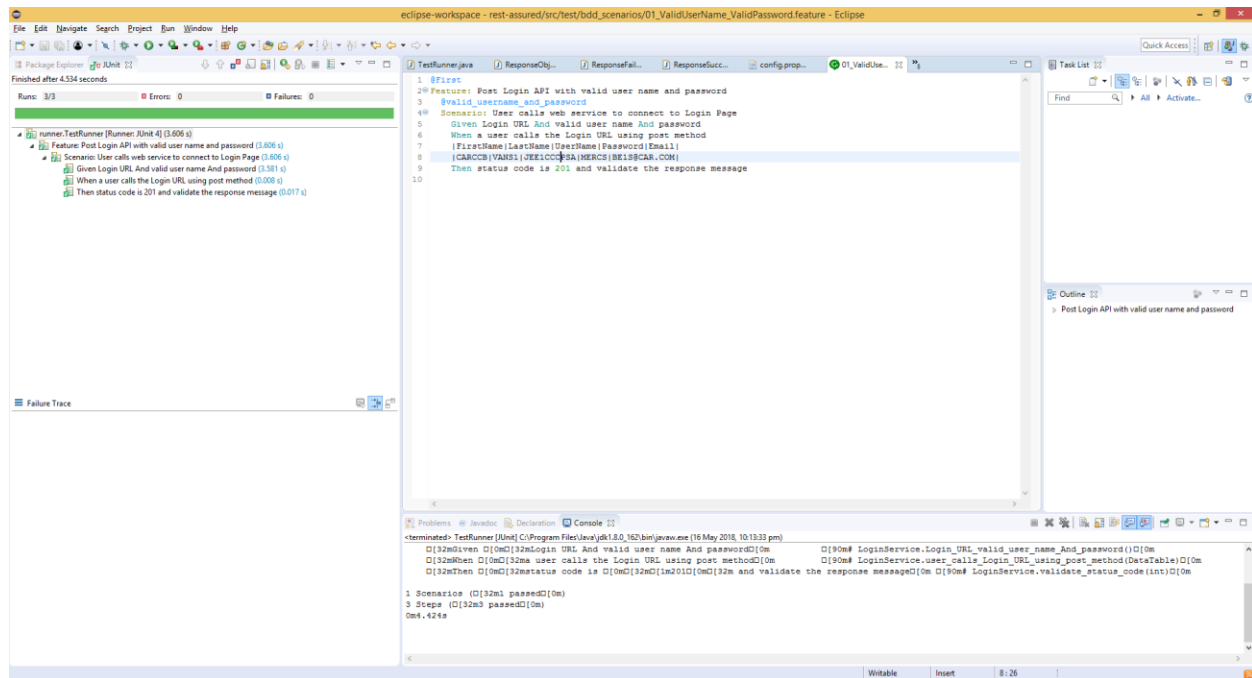 eclipse-workspace - rest-assured/src/test/bdd_scenarios/01_ValidUserName_ValidPassword.feature - Eclipse
File Edit Navigate Search Project Run Window Help
Quick Access
Package Explorer JUnit
Finished after 4.534 seconds
Runs: 3/3 Errors: 0 Failures: 0
runner.TestRunner [Runner: JUnit 4] (3.606 s)
Feature: Post Login API with valid user name and password (3.606 s)
Scenario: User calls web service to connect to Login Page (3.606 s)
Given Login URL And valid user name And password (3.581 s)
When a user calls the Login URL using post method (0.008 s)
Then status code is 201 and validate the response message (0.017 s)
Failure Trace
TestRunner.java ResponseObj... ResponseFail... ResponseSucc... config.prop... 01_ValidUse...
1 @First
2 Feature: Post Login API with valid user name and password
3 @valid_username_and_password
4 Scenario: User calls web service to connect to Login Page
5 Given Login URL And valid user name And password
6 When a user calls the Login URL using post method
7 |FirstName|LastName|UserName|Password|Email|
8 |CARCCB|VANS1|JEE1CCCPSA|MERCS|BE1S@CAR.COM|
9 Then status code is 201 and validate the response message
10
Task List
Find All Activate...
Outline
Post Login API with valid user name and password
Problems Javadoc Declaration Console
<terminated> TestRunner [JUnit] C:\Program Files\Java\jdk1.8.0_162\bin\javaw.exe (16 May 2018, 10:13:33 pm)
□[32mGiven □[0m□[32mLogin URL And valid user name And password□[0m □[90m# LoginService.Login_URL_valid_user_name_And_password()□[0m
□[32mWhen □[0m□[32ma user calls the Login URL using post method□[0m □[90m# LoginService.user_calls_Login_URL_using_post_method(DataTable)□[0m
□[32mThen □[0m□[32mstatus code is □[0m□[32m□[1m201□[0m□[32m and validate the response message□[0m □[90m# LoginService.validate_status_code(int)□[0m
1 Scenarios (□[32m1 passed□[0m)
3 Steps (□[32m3 passed□[0m)
0m4.424s
Writable Insert 8:26